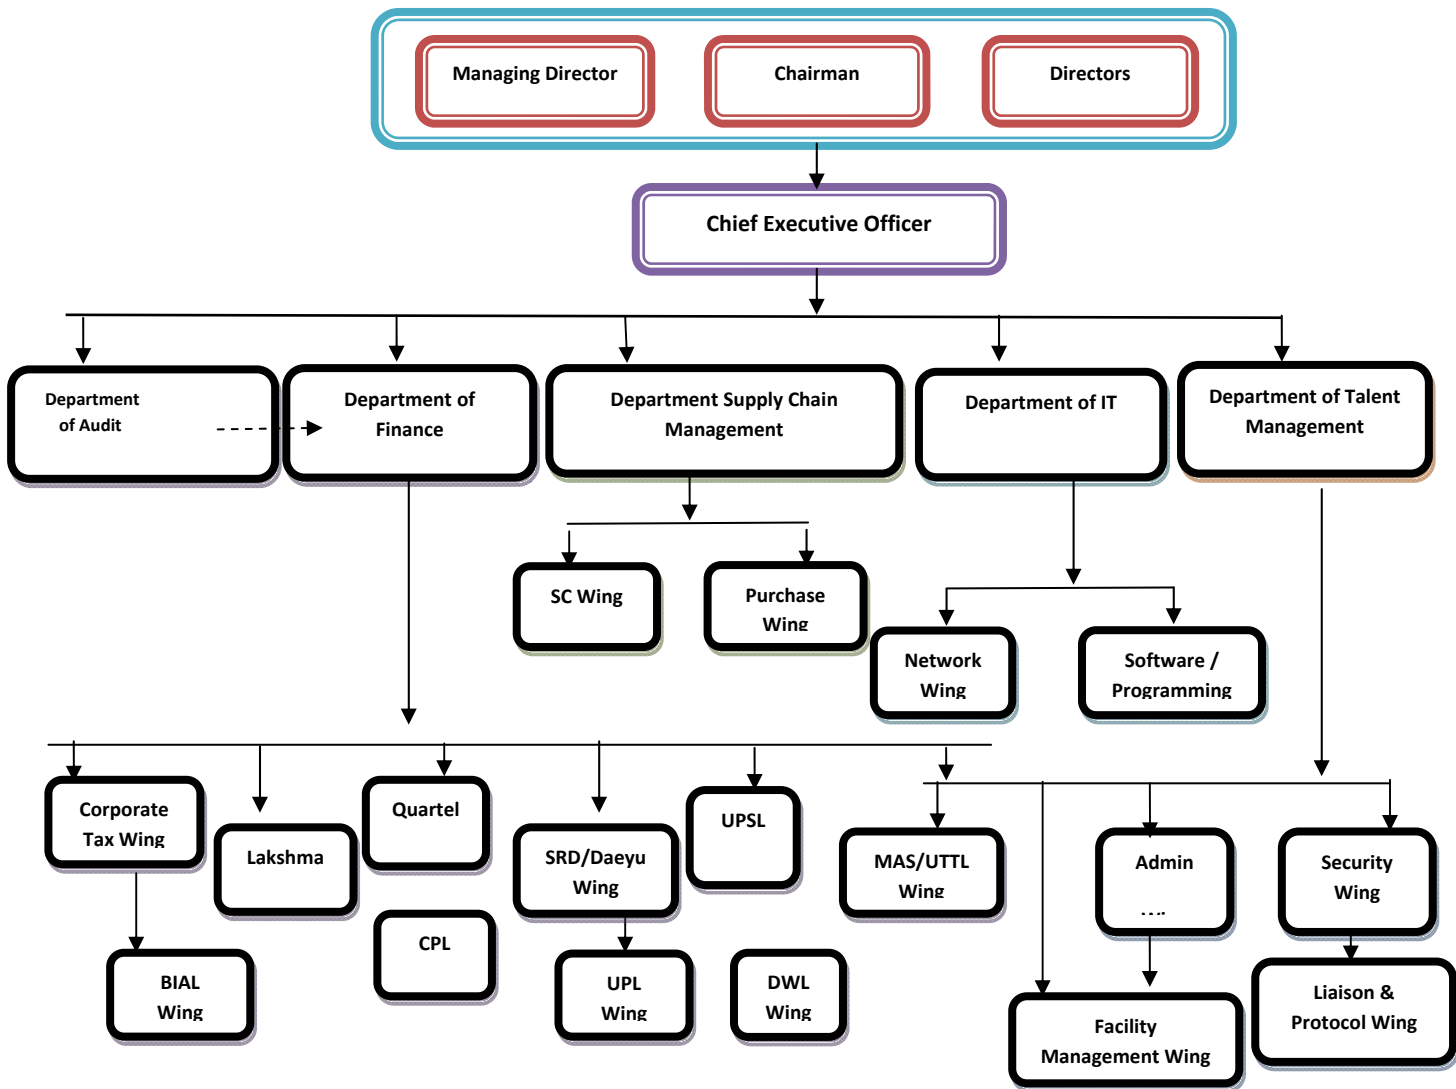 Managing Director
Chairman
Directors
Chief Executive Officer
Department
of Audit
Department of
Finance
Department Supply Chain
Management
Department of IT
Department of Talent
Management
SC Wing
Purchase
Wing
Network
Wing
Software /
Programming
Corporate
Tax Wing
Lakshma
Quartel
SRD/Daeyu
Wing
UPSL
MAS/UTTL
Wing
Admin
Security
Wing
BIAL
Wing
CPL
UPL
Wing
DWL
Wing
Facility
Management Wing
Liaison &
Protocol Wing